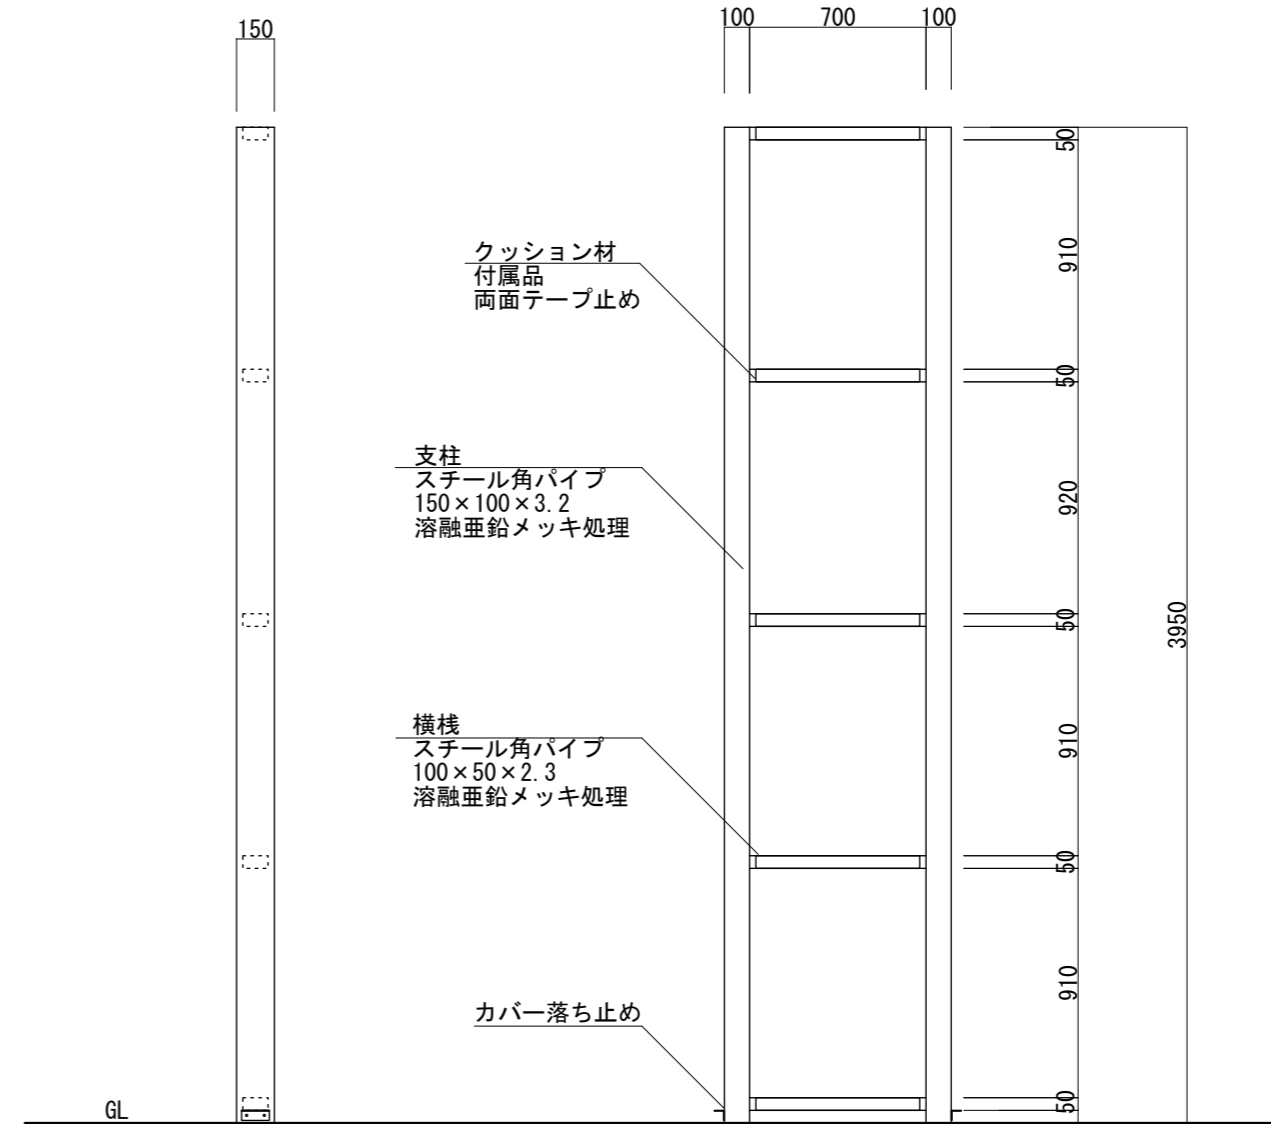 150
100
700
100
50
910
クッション材
付属品
両面テープ止め
50
支柱
スチール角パイプ
150×100×3.2
溶融亜鉛メッキ処理
920
50
3950
横桟
スチール角パイプ
100×50×2.3
溶融亜鉛メッキ処理
910
50
910
カバー落ち止め
50
GL